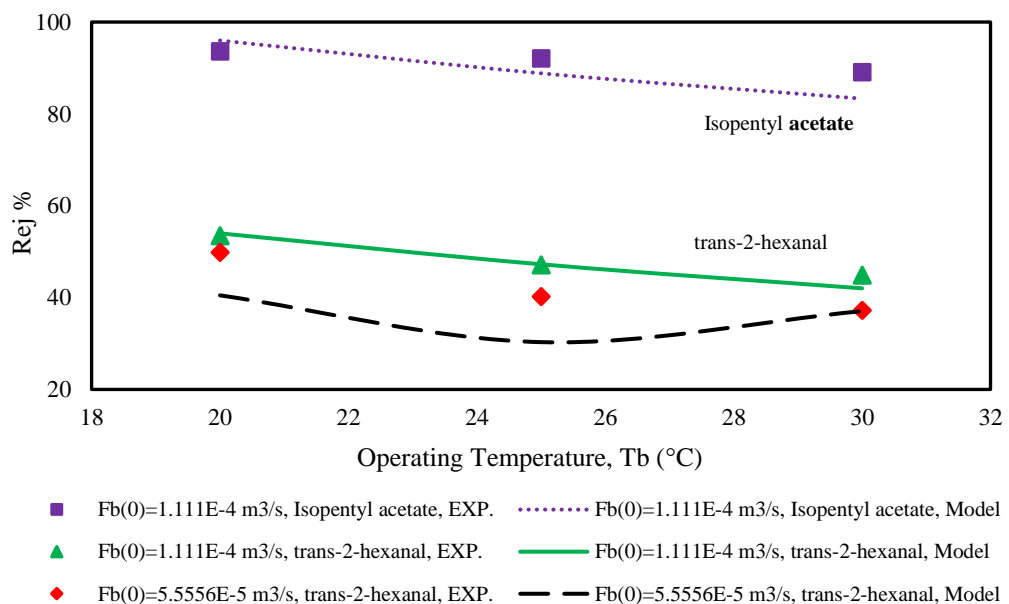 100
80
60
40
20
Rej %
Isopentyl acetate
trans-2-hexanal
18 20 22 24 26 28 30 32
Operating Temperature, Tb (°C)
Fb(0)=1.111E-4 m3/s, Isopentyl acetate, EXP. Fb(0)=1.111E-4 m3/s, Isopentyl acetate, Model
Fb(0)=1.111E-4 m3/s, trans-2-hexanal, EXP. Fb(0)=1.111E-4 m3/s, trans-2-hexanal, Model
Fb(0)=5.5556E-5 m3/s, trans-2-hexanal, EXP. Fb(0)=5.5556E-5 m3/s, trans-2-hexanal, Model